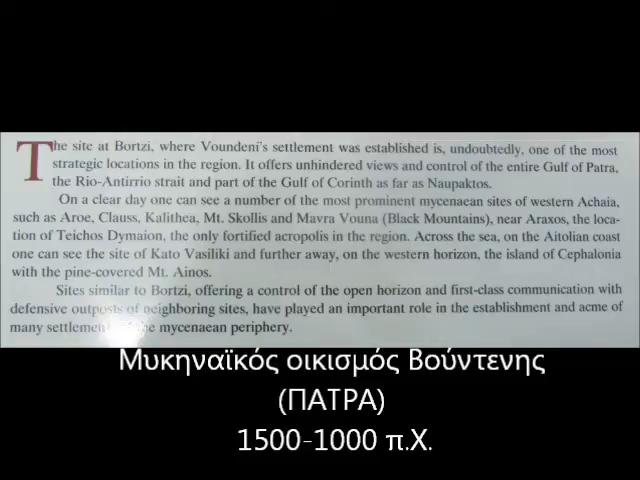 The site at Bortzi, where Voundeni's settlement was established is, undoubtedly, one of the most
strategic locations in the region. It offers unhindered views and control of the entire Gulf of Patra,
the Rio-Antirrio strait and part of the Gulf of Corinth as far as Naupaktos.
On a clear day one can see a number of the most prominent mycenaean sites of western Achaia,
such as Aroe, Clauss, Kalithea, Mt. Skollis and Mavra Vouna (Black Mountains), near Araxos, the loca-
tion of Teichos Dymaion, the only fortified acropolis in the region. Across the sea, on the Aitolian coast
one can see the site of Kato Vasiliki and further away, on the western horizon, the island of Cephalonia
with the pine-covered Mt. Ainos.
Sites similar to Bortzi, offering a control of the open horizon and first-class communication with
defensive outposts of neighboring sites, have played an important role in the establishment and acme of
many settlements the mycenaean periphery.
Μυκηναϊκός οικισμός Βούντενης
(ΠΑΤΡΑ)
1500-1000 π.Χ.